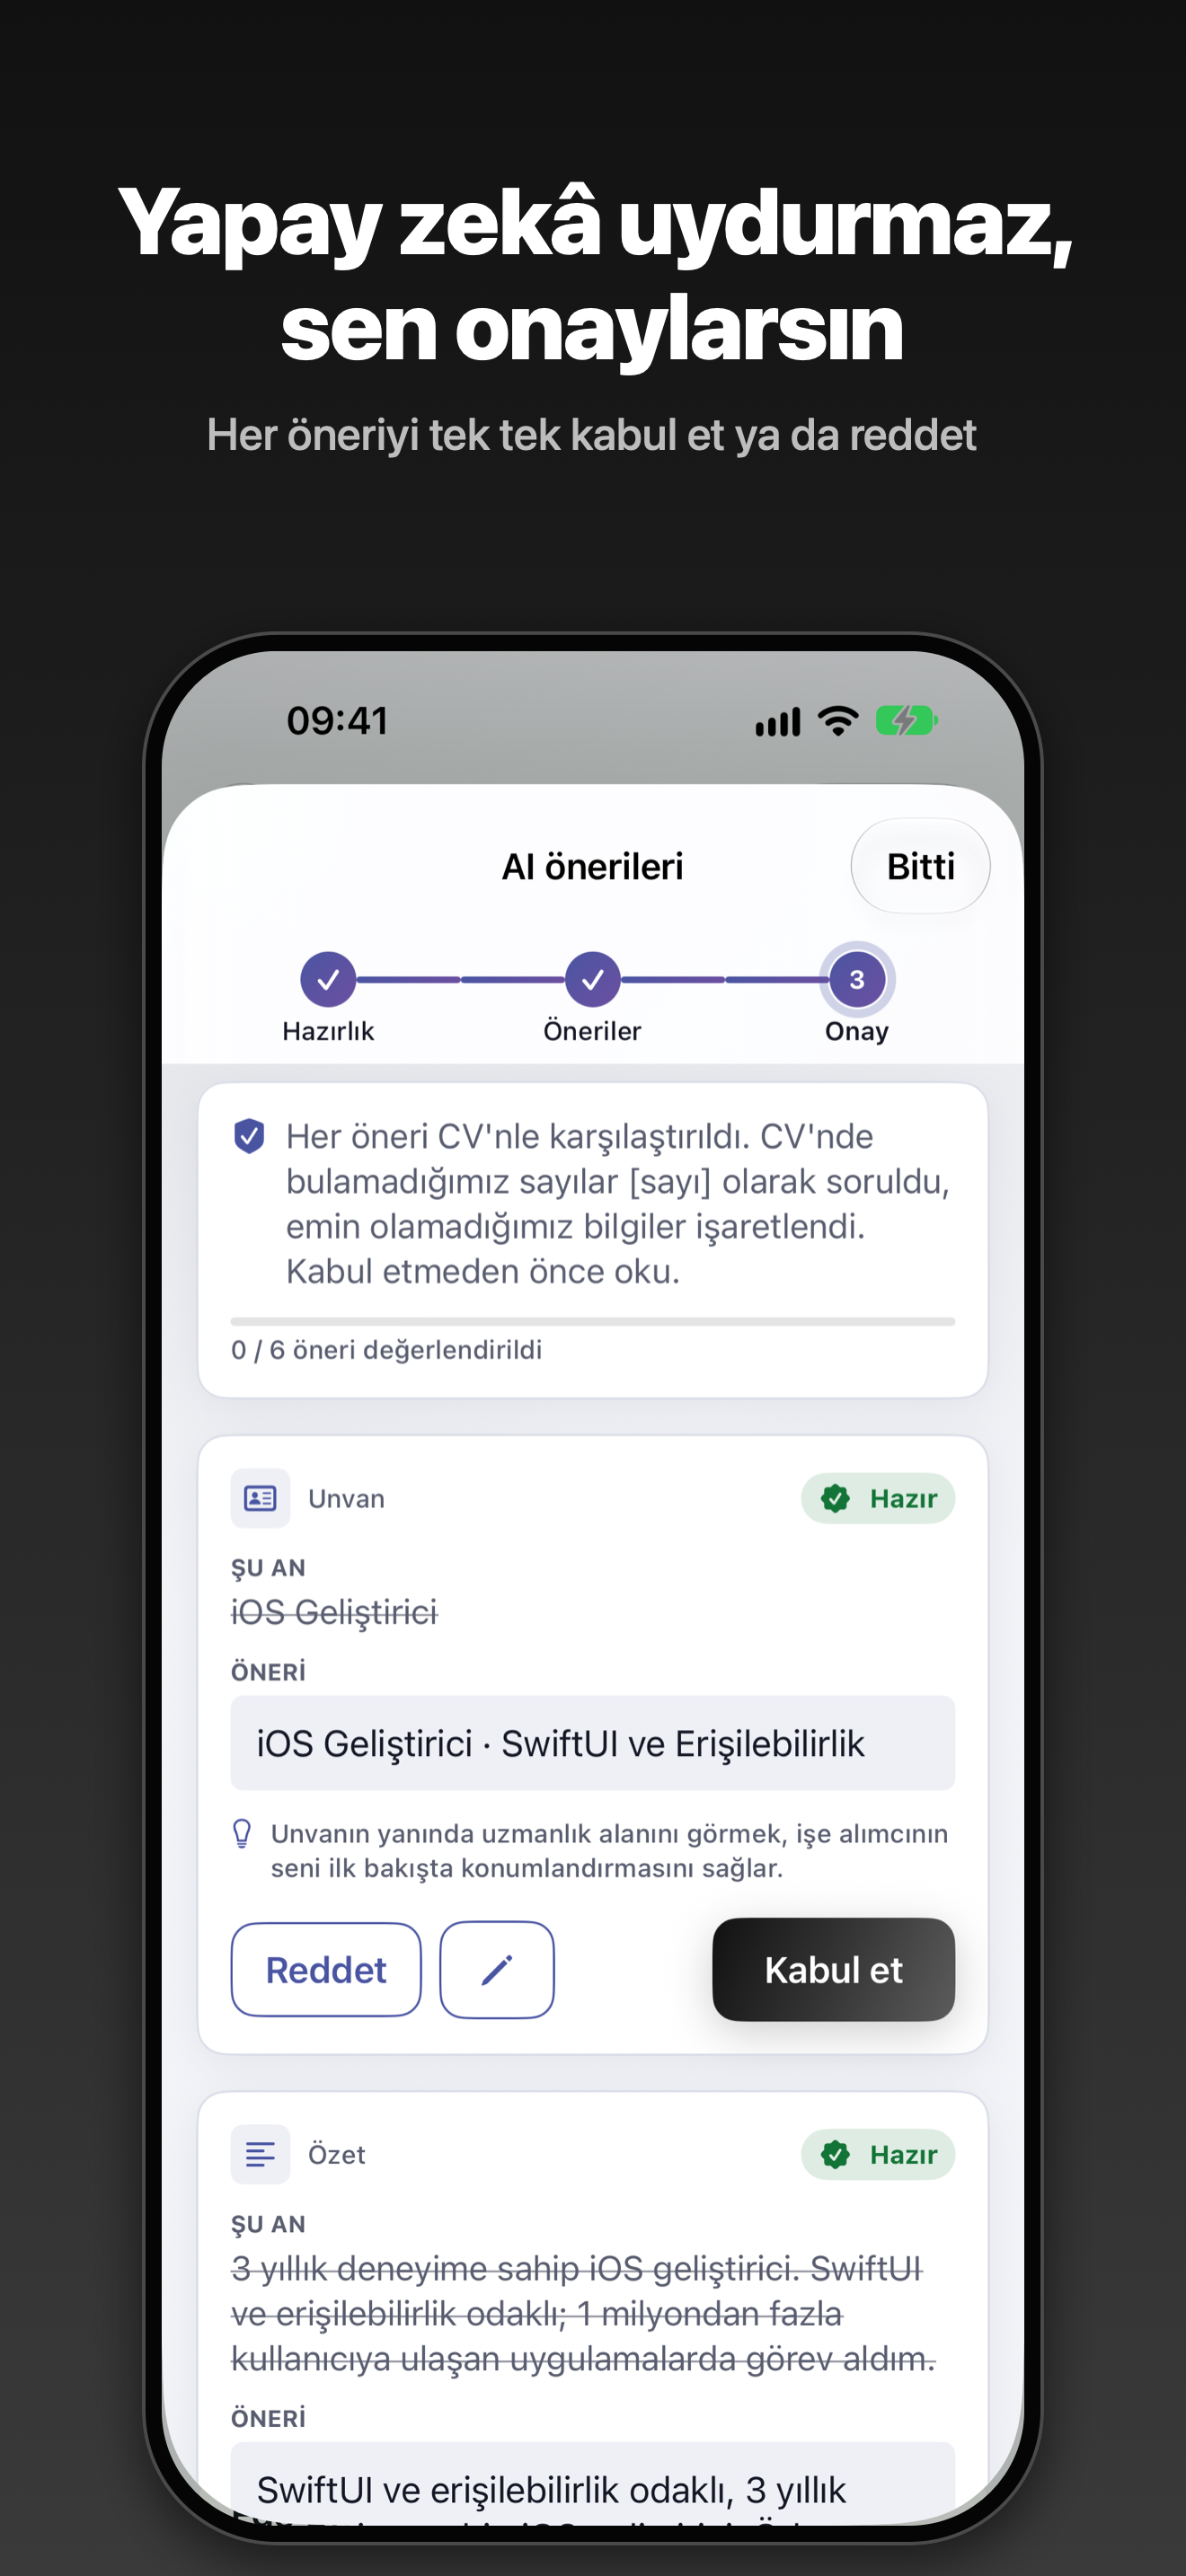 Yapay zekâ uydurmaz,
sen onaylarsın
Her öneriyi tek tek kabul et ya da reddet
09:41
AI önerileri
Bitti
3
Hazırlık
Öneriler
Onay
Her öneri CV'nle karşılaştırıldı. CV'nde
bulamadığımız sayılar [sayı] olarak soruldu,
emin olamadığımız bilgiler işaretlendi.
Kabul etmeden önce oku.
0 / 6 öneri değerlendirildi
Unvan
Hazır
ŞU AN
iOS Geliştirici
ÖNERİ
iOS Geliştirici · SwiftUI ve Erişilebilirlik
Unvanın yanında uzmanlık alanını görmek, işe alımcının
seni ilk bakışta konumlandırmasını sağlar.
Reddet
Kabul et
Özet
Hazır
ŞU AN
3 yıllık deneyime sahip iOS geliştirici. SwiftUI
ve erişilebilirlik odaklı; 1 milyondan fazla
kullanıcıya ulaşan uygulamalarda görev aldım.
ÖNERİ
SwiftUI ve erişilebilirlik odaklı, 3 yıllık